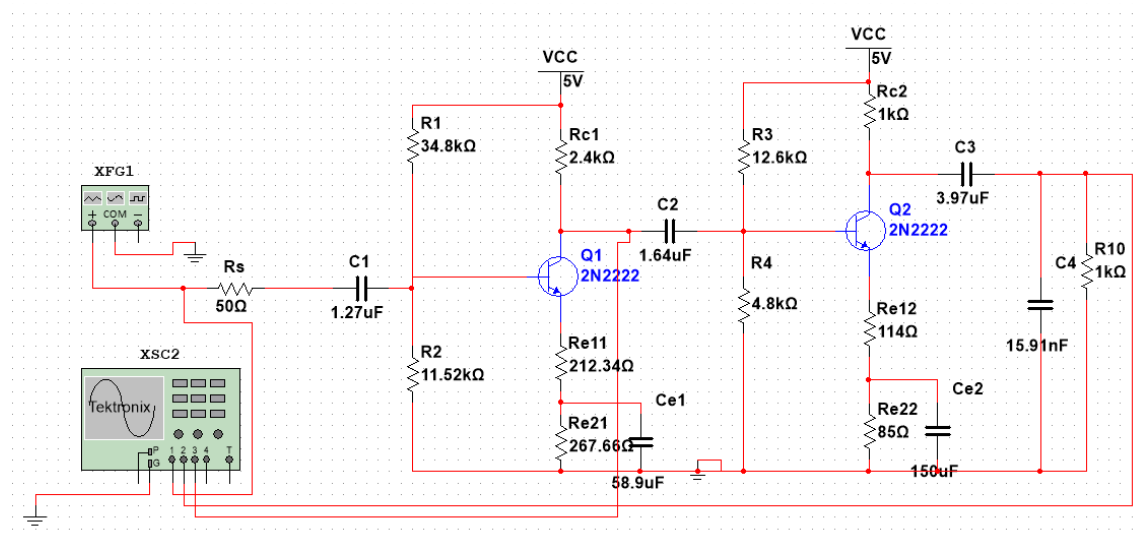 VCC
5V
Rc2
1kΩ
VCC
5V
R1
34.8kΩ
Rc1
2.4kΩ
R3
12.6kΩ
C3
3.97uF
XFG1
+ COM −
C2
1.64uF
Q2
2N2222
Rs
50Ω
C1
1.27uF
Q1
2N2222
R4
4.8kΩ
R10
1kΩ
C4
15.91nF
Re12
114Ω
XSC2
Tektronix
P
G
1 2 3 4 T
R2
11.52kΩ
Re11
212.34Ω
Re21
267.66Ω
Ce1
58.9uF
Re22
85Ω
Ce2
150uF